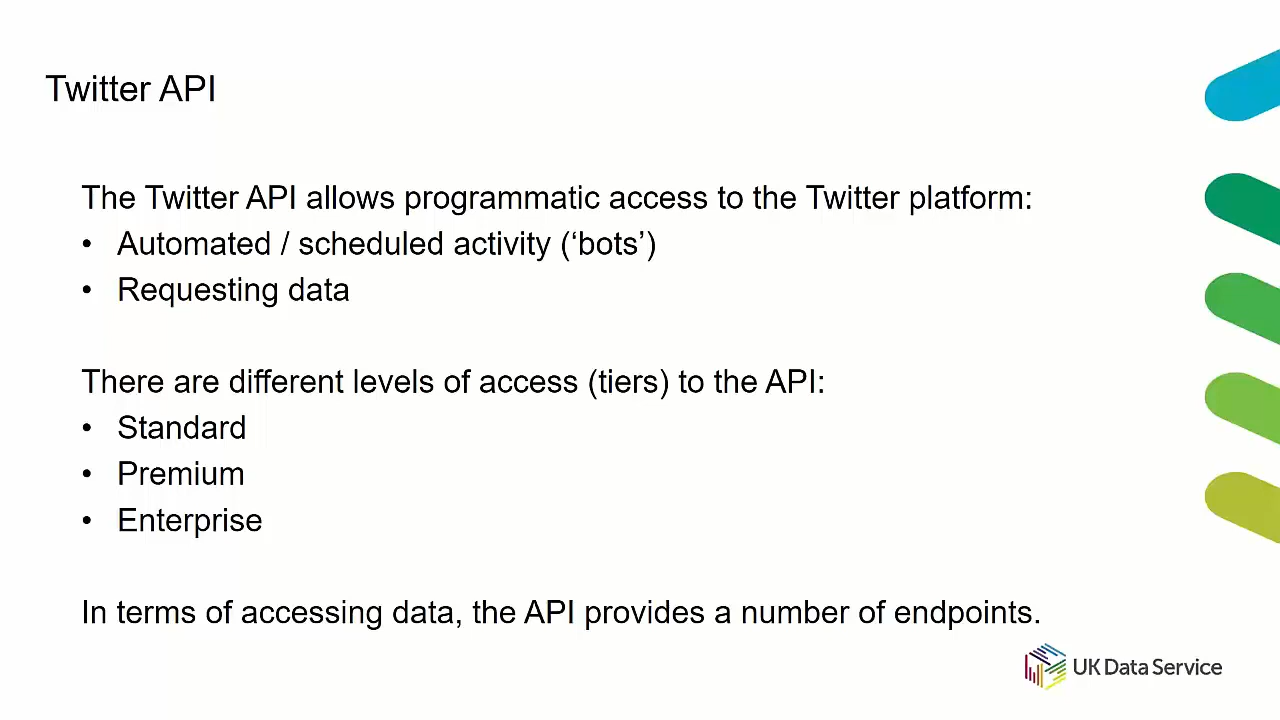 Twitter API
The Twitter API allows programmatic access to the Twitter platform:
• Automated / scheduled activity (‘bots’)
• Requesting data
There are different levels of access (tiers) to the API:
• Standard
• Premium
• Enterprise
In terms of accessing data, the API provides a number of endpoints.
UK Data Service